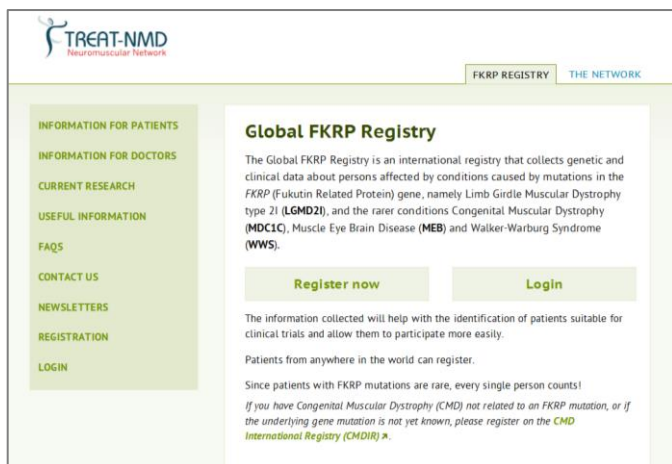 TREAT-NMD
Neuromuscular Network
FKRP REGISTRY
THE NETWORK
INFORMATION FOR PATIENTS
INFORMATION FOR DOCTORS
CURRENT RESEARCH
USEFUL INFORMATION
FAQS
CONTACT US
NEWSLETTERS
REGISTRATION
LOGIN
Global FKRP Registry
The Global FKRP Registry is an international registry that collects genetic and
clinical data about persons affected by conditions caused by mutations in the
FKRP (Fukutin Related Protein) gene, namely Limb Girdle Muscular Dystrophy
type 2I (LGMD2I), and the rarer conditions Congenital Muscular Dystrophy
(MDC1C), Muscle Eye Brain Disease (MEB) and Walker-Warburg Syndrome
(WWS).
Register now
Login
The information collected will help with the identification of patients suitable for
clinical trials and allow them to participate more easily.
Patients from anywhere in the world can register.
Since patients with FKRP mutations are rare, every single person counts!
If you have Congenital Muscular Dystrophy (CMD) not related to an FKRP mutation, or if
the underlying gene mutation is not yet known, please register on the CMD
International Registry (CMDIR).